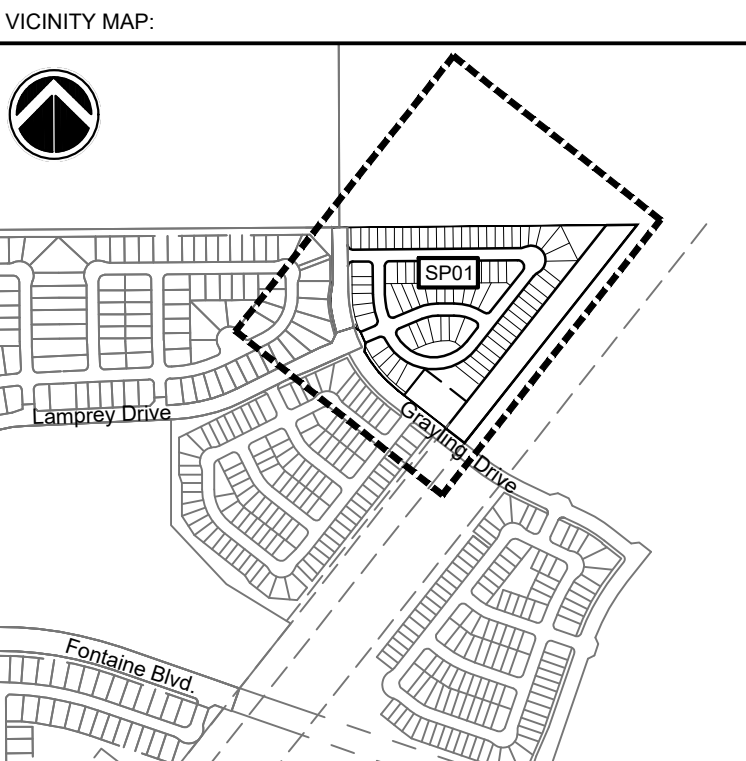 VICINITY MAP:
SP01
Lamprey Drive
Grayling Drive
Fontaine Blvd.